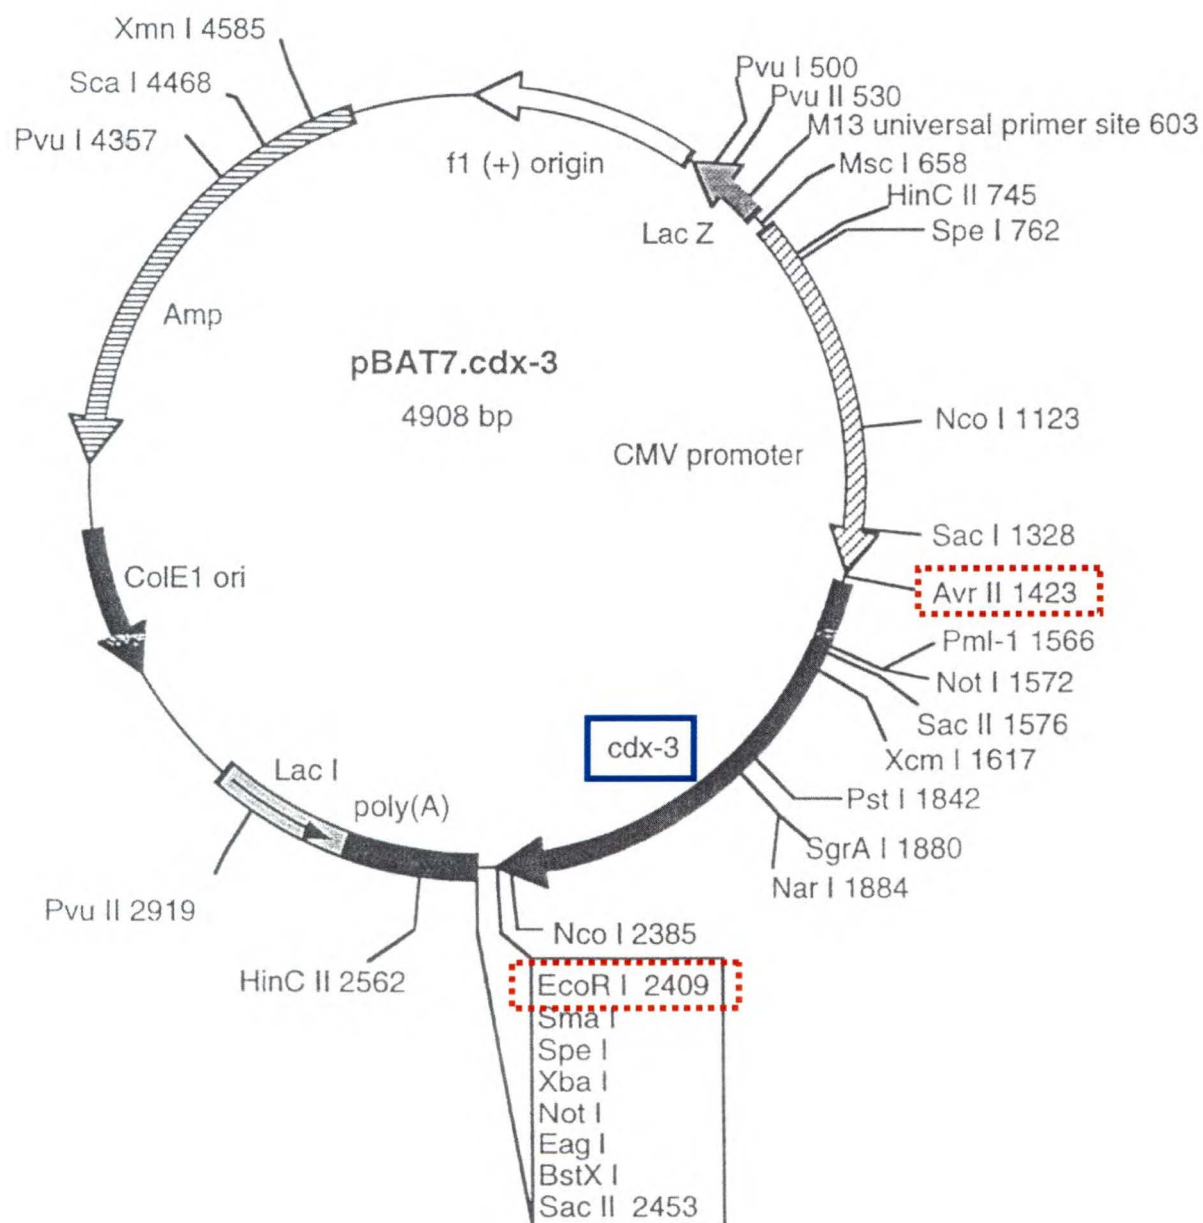 Xmn I 4585
Sca I 4468
Pvu I 4357
Pvu I 500
Pvu II 530
M13 universal primer site 603
Msc I 658
HinC II 745
Spe I 762
f1 (+) origin
Lac Z
Amp
pBAT7.cdx-3
4908 bp
CMV promoter
Nco I 1123
Sac I 1328
Avr II 1423
Pml-1 1566
Not I 1572
Sac II 1576
Xcm I 1617
ColE1 ori
cdx-3
Pst I 1842
SgrA I 1880
Nar I 1884
Lac I
poly(A)
Pvu II 2919
HinC II 2562
Nco I 2385
EcoR I 2409
Sma I
Spe I
Xba I
Not I
Eag I
BstX I
Sac II 2453